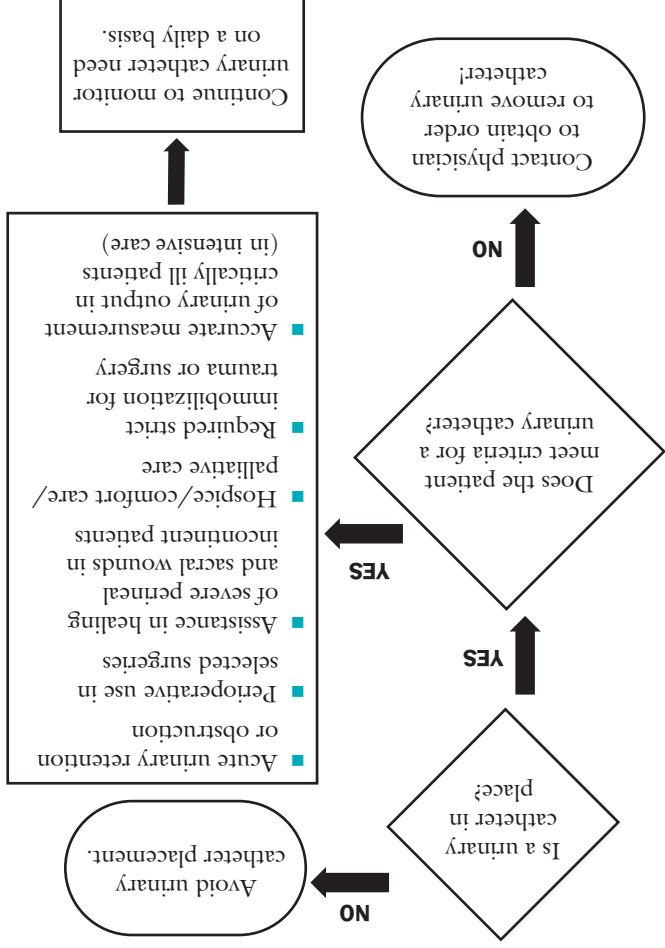 Is a urinary
catheter in
place?
NO
Avoid urinary
catheter placement.
YES
Does the patient
meet criteria for a
urinary catheter?
YES
■ Acute urinary retention
or obstruction
■ Perioperative use in
selected surgeries
■ Assistance in healing
of severe perineal
and sacral wounds in
incontinent patients
■ Hospice/comfort care/
palliative care
■ Required strict
immobilization for
trauma or surgery
■ Accurate measurement
of urinary output in
critically ill patients
(in intensive care)
NO
Contact physician
to obtain order
to remove urinary
catheter!
Continue to monitor
urinary catheter need
on a daily basis.